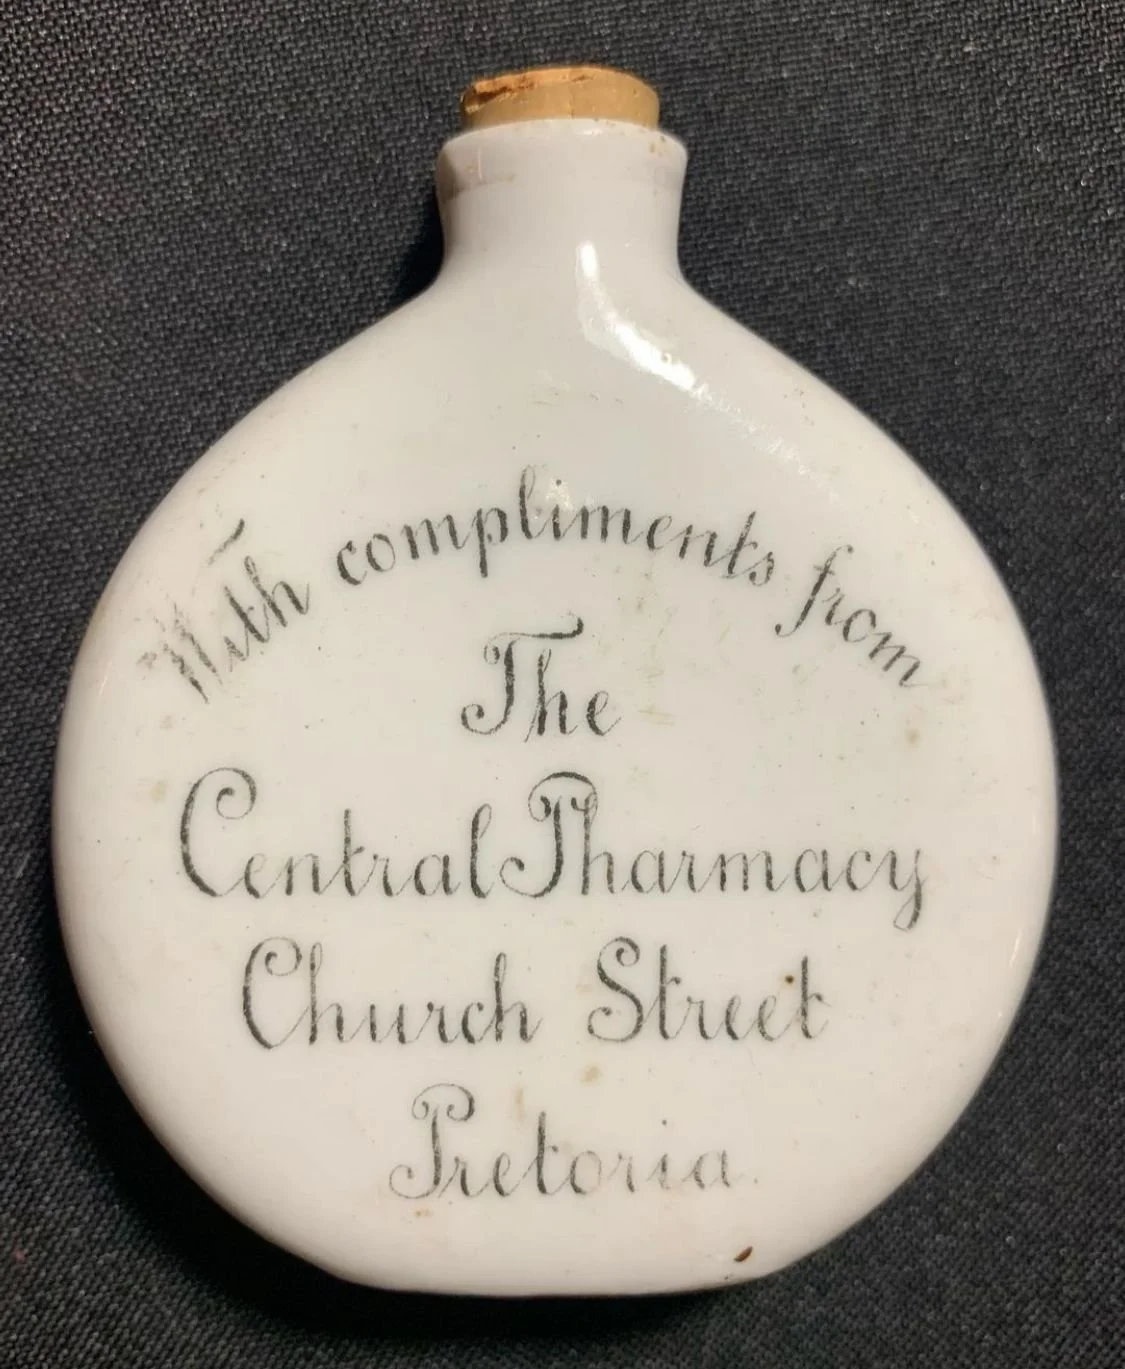 With compliments from
The
Central Pharmacy
Church Street
Pretoria.